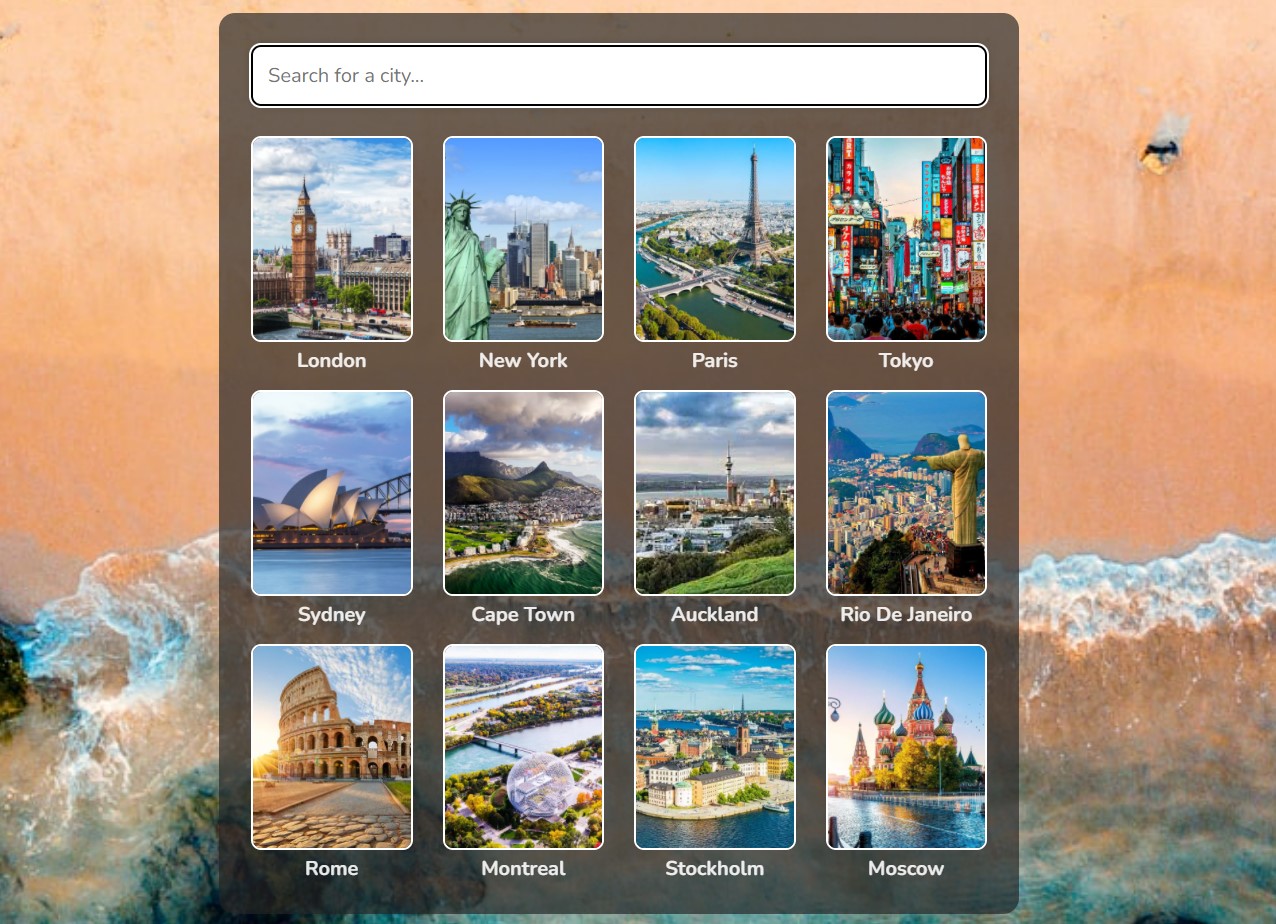 Search for a city...
London
New York
Paris
Tokyo
Sydney
Cape Town
Auckland
Rio De Janeiro
Rome
Montreal
Stockholm
Moscow